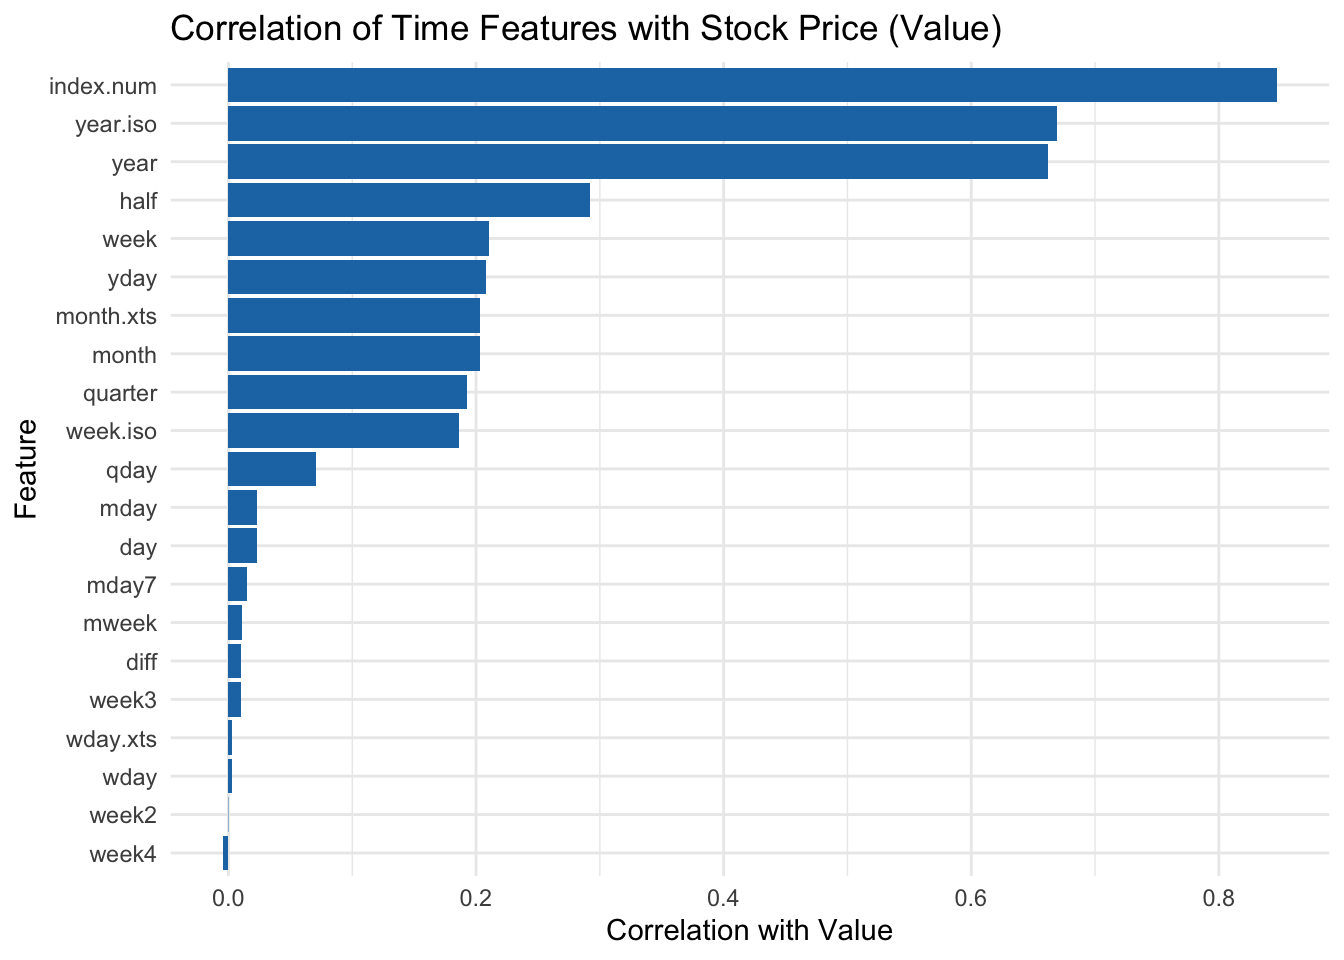 Correlation of Time Features with Stock Price (Value)
index.num
year.iso
year
half
week
yday
month.xts
month
quarter
week.iso
qday
mday
day
mday7
mweek
diff
week3
wday.xts
wday
week2
week4
Feature
0.0 0.2 0.4 0.6 0.8
Correlation with Value